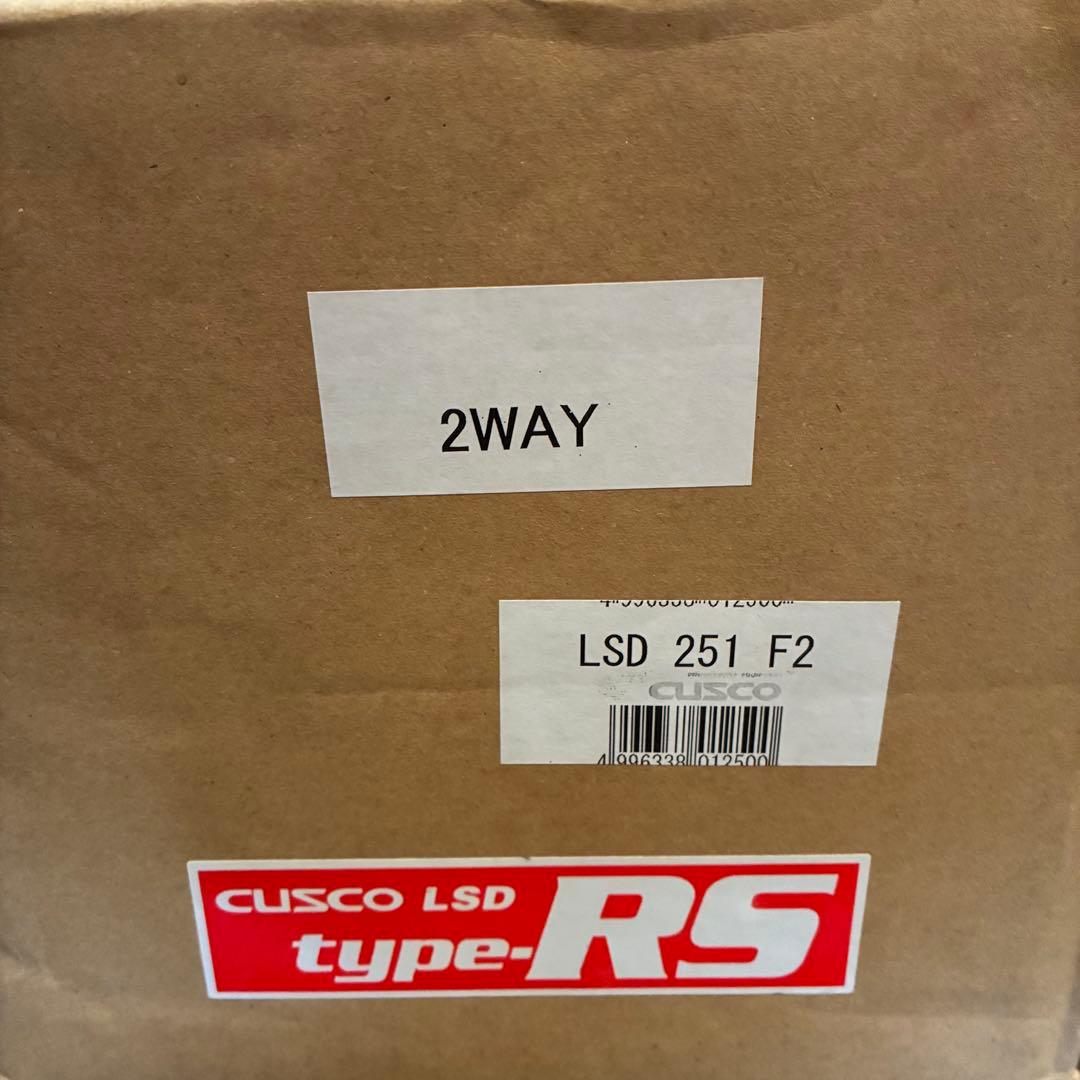 2WAY
LSD 251 F2
CUSCO
4 996338 012500
CUSCO LSD
type-RS